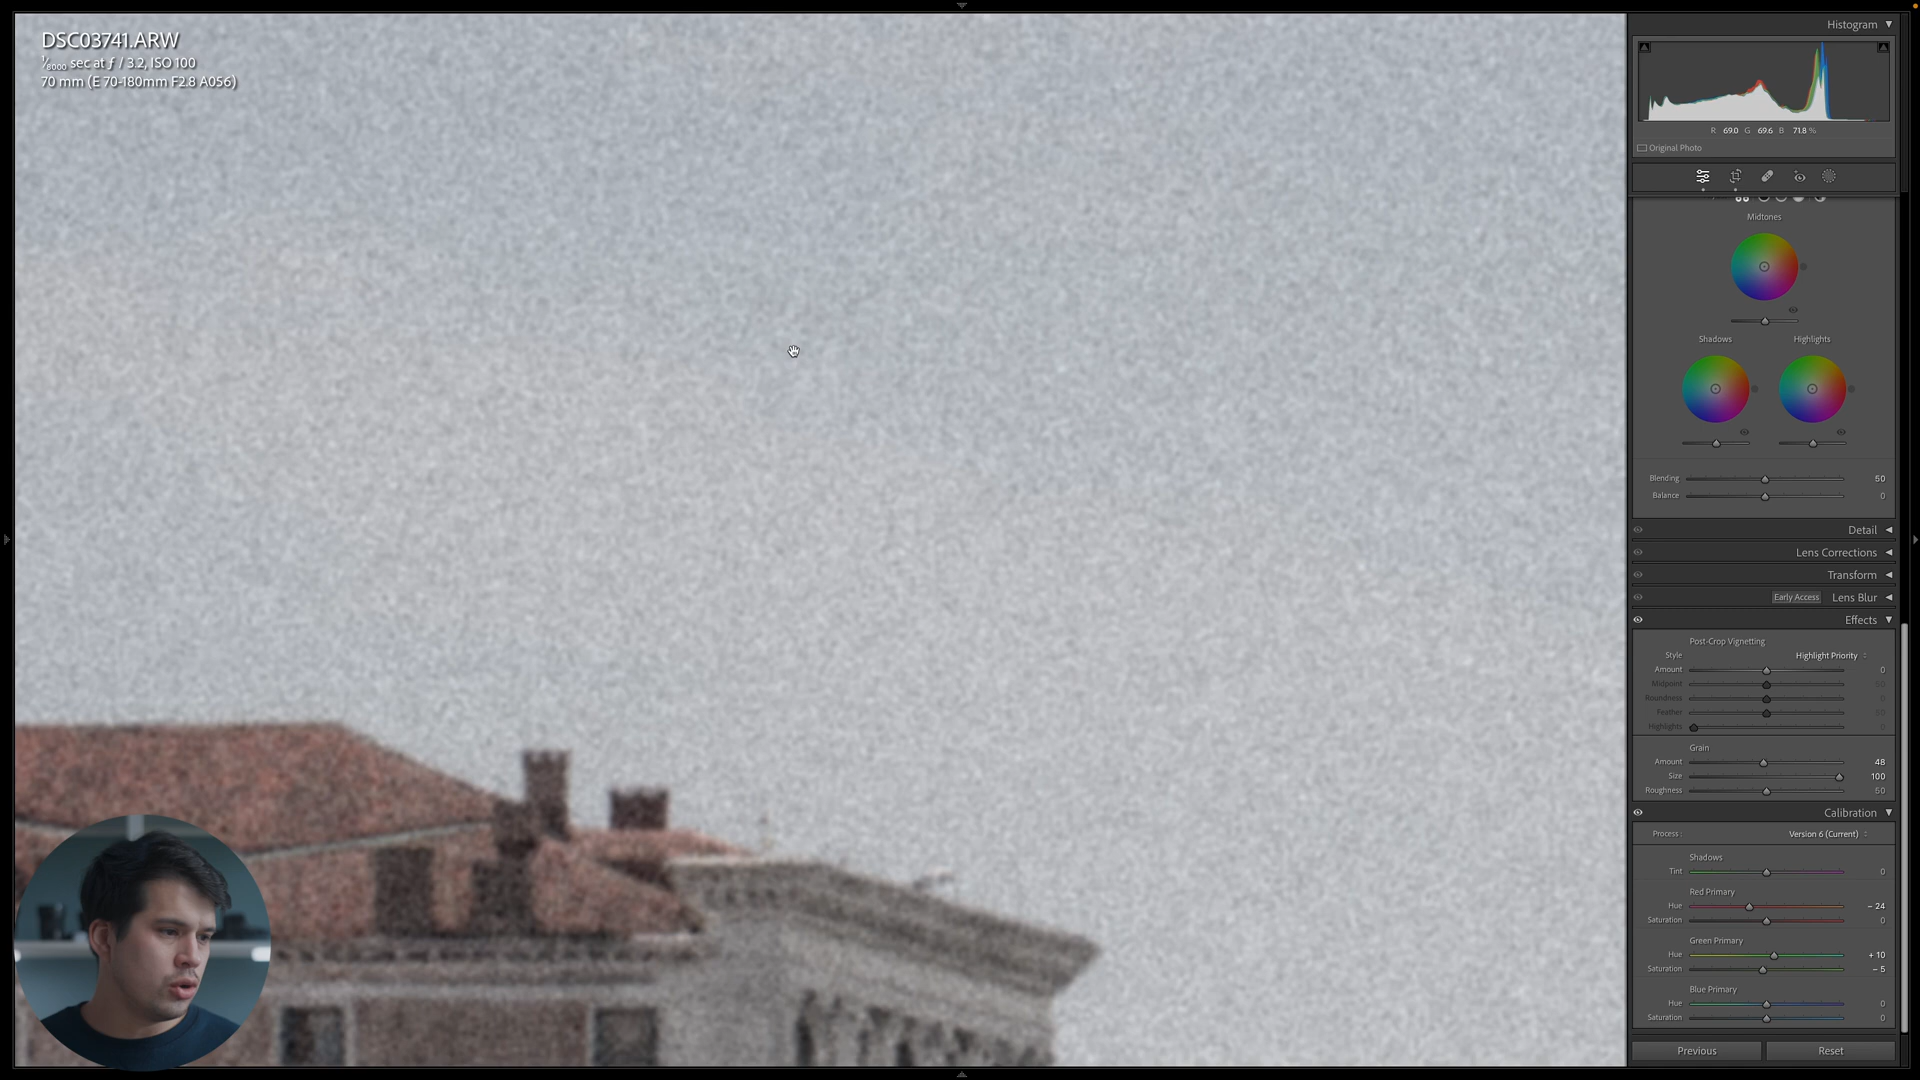 DSC03741.ARW
1/8000 sec at ƒ / 3.2, ISO 100
70 mm (E 70-180mm F2.8 A056)
Histogram
R 69.0 G 69.6 B 71.8 %
Original Photo
Midtones
Shadows Highlights
Blending 50
Balance 0
Detail
Lens Corrections
Transform
Early Access Lens Blur
Effects
Post-Crop Vignetting
Style Highlight Priority
Amount 0
Midpoint 50
Roundness 0
Feather 50
Highlights 0
Grain
Amount 48
Size 100
Roughness 50
Calibration
Process : Version 6 (Current)
Shadows
Tint 0
Red Primary
Hue – 24
Saturation 0
Green Primary
Hue + 10
Saturation – 5
Blue Primary
Hue 0
Saturation 0
Previous Reset